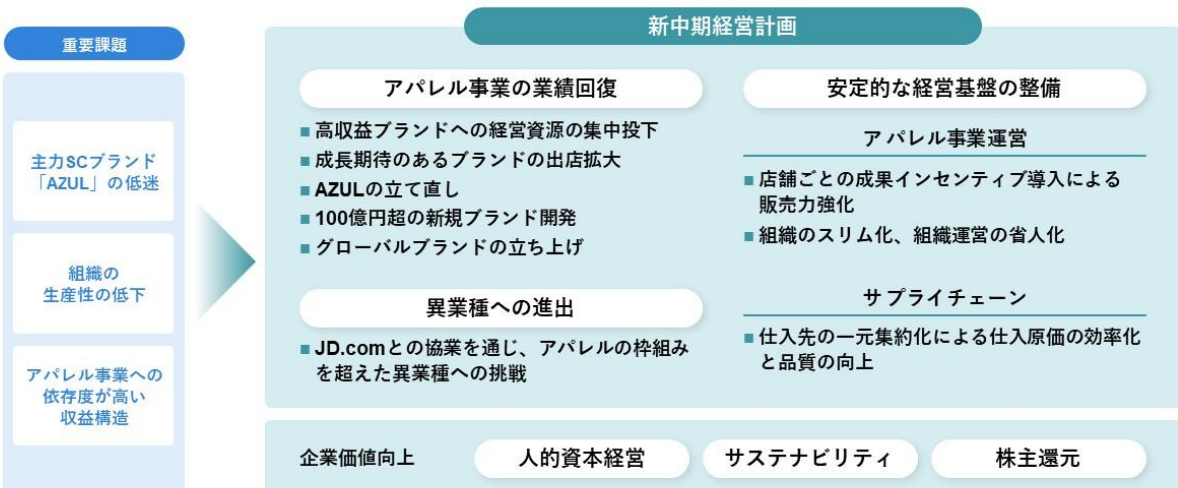 重要課題
主力SCブランド
「AZUL」の低迷
組織の
生産性の低下
アパレル事業への
依存度が高い
収益構造
新中期経営計画
アパレル事業の業績回復
■ 高収益ブランドへの経営資源の集中投下
■ 成長期待のあるブランドの出店拡大
■ AZULの立て直し
■ 100億円超の新規ブランド開発
■ グローバルブランドの立ち上げ
異業種への進出
■ JD.comとの協業を通じ、アパレルの枠組み
を超えた異業種への挑戦
安定的な経営基盤の整備
アパレル事業運営
■ 店舗ごとの成果インセンティブ導入による
販売力強化
■ 組織のスリム化、組織運営の省人化
サプライチェーン
■ 仕入先の一元集約化による仕入原価の効率化
と品質の向上
企業価値向上
人的資本経営
サステナビリティ
株主還元